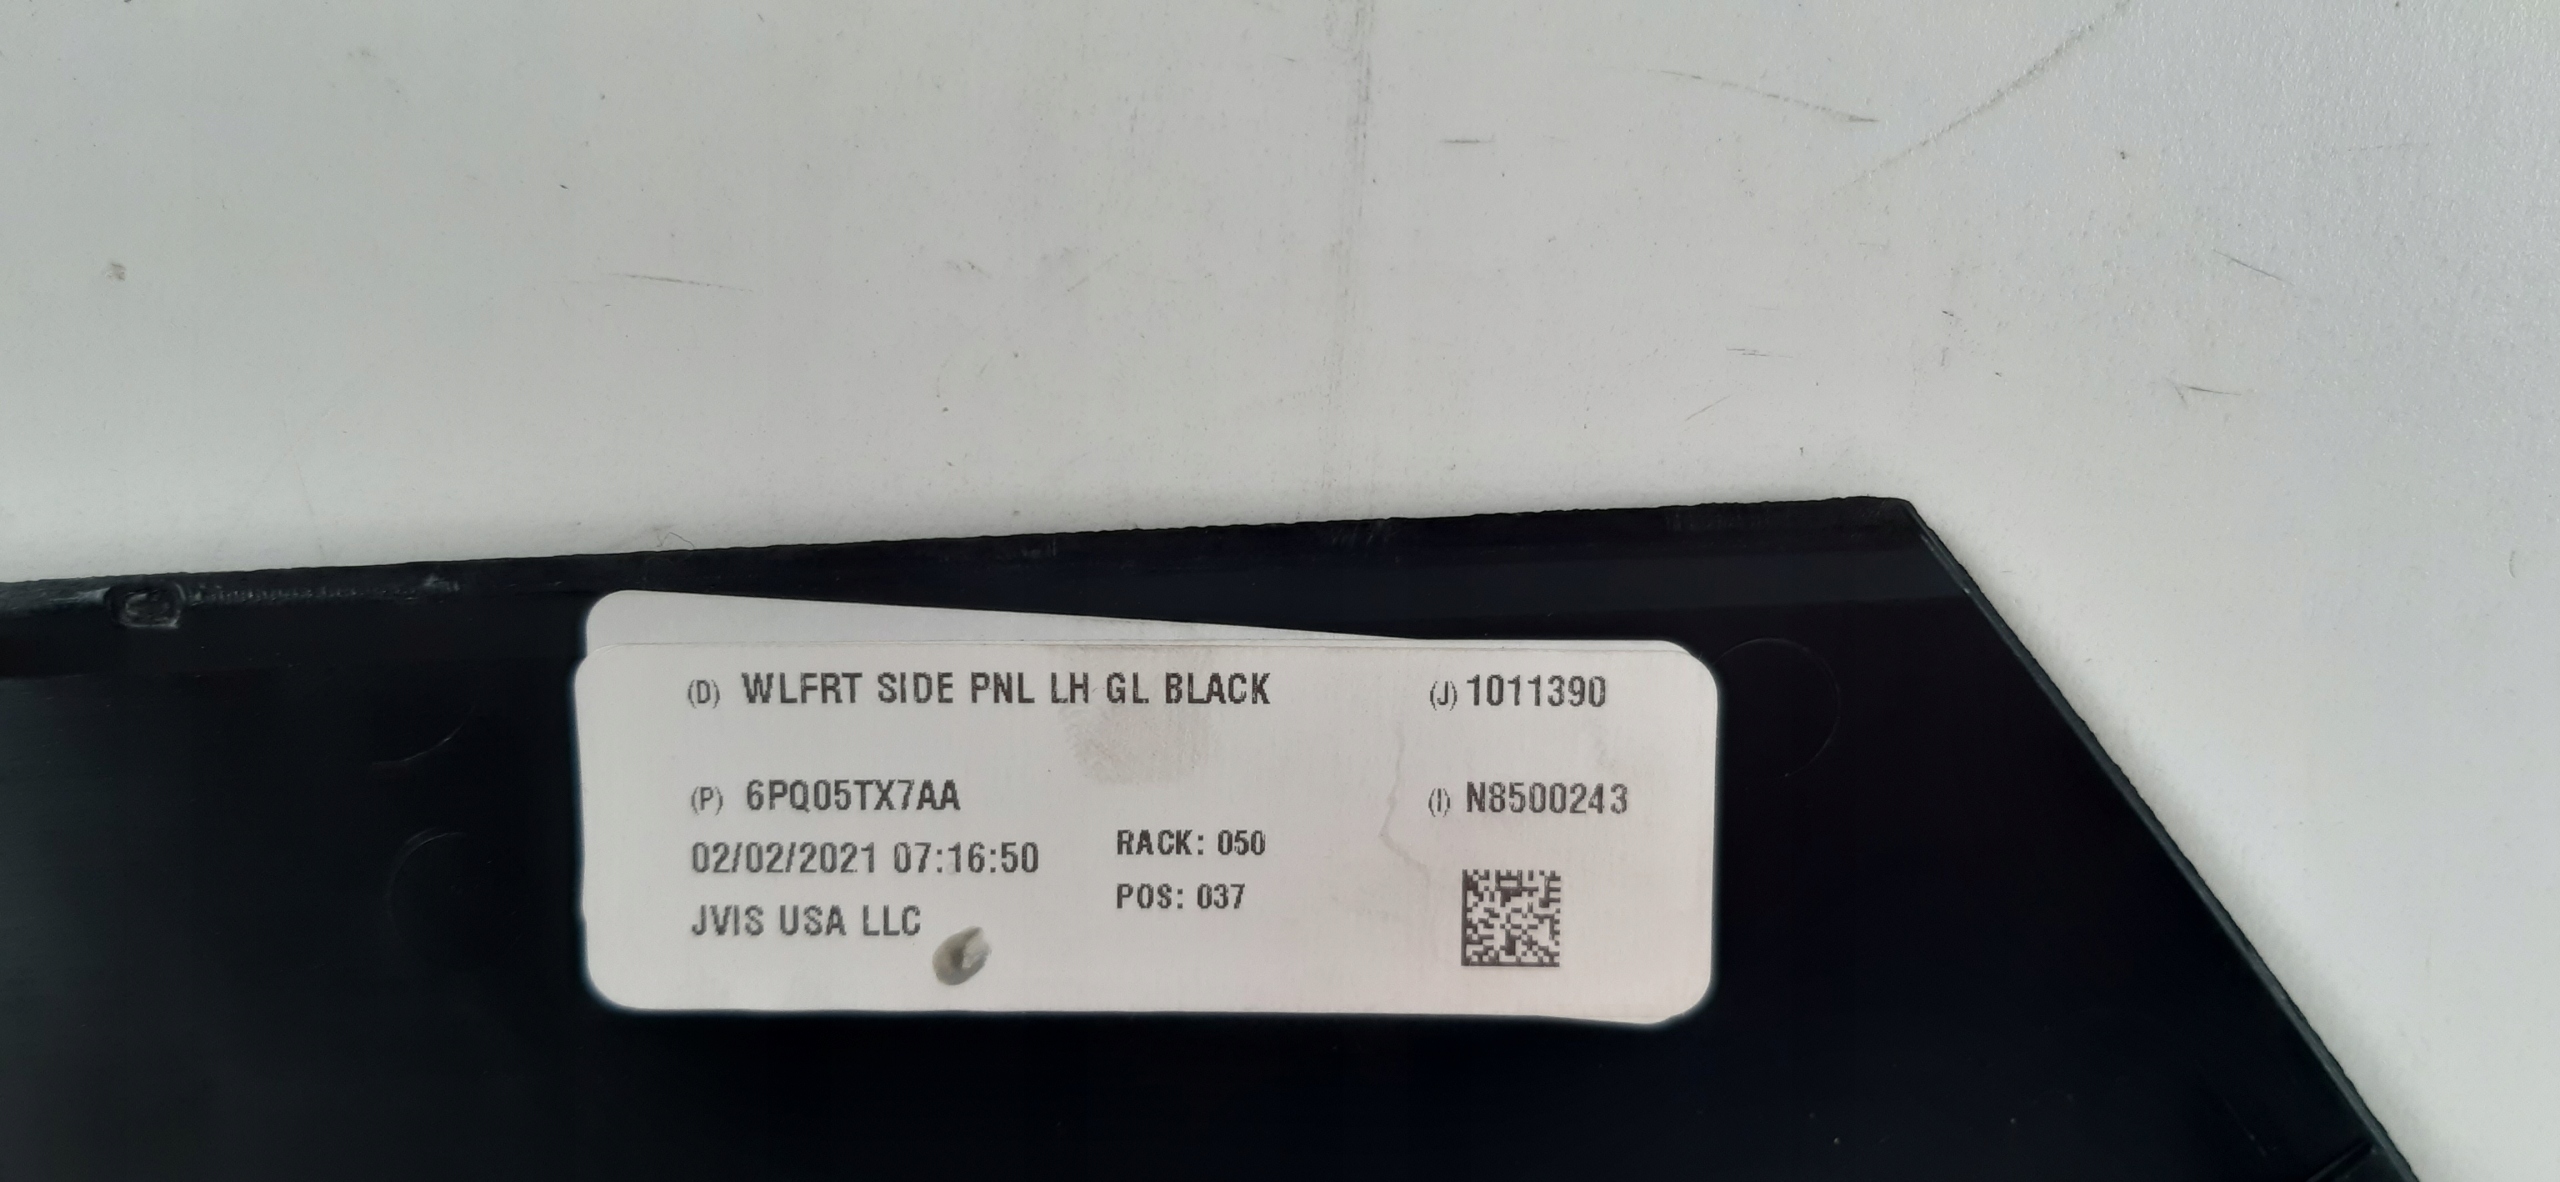 (D) WLFRT SIDE PNL LH GL BLACK (J) 1011390
(P) 6PQ05TX7AA (I) N8500243
02/02/2021 07:16:50 RACK: 050
POS: 037
JVIS USA LLC